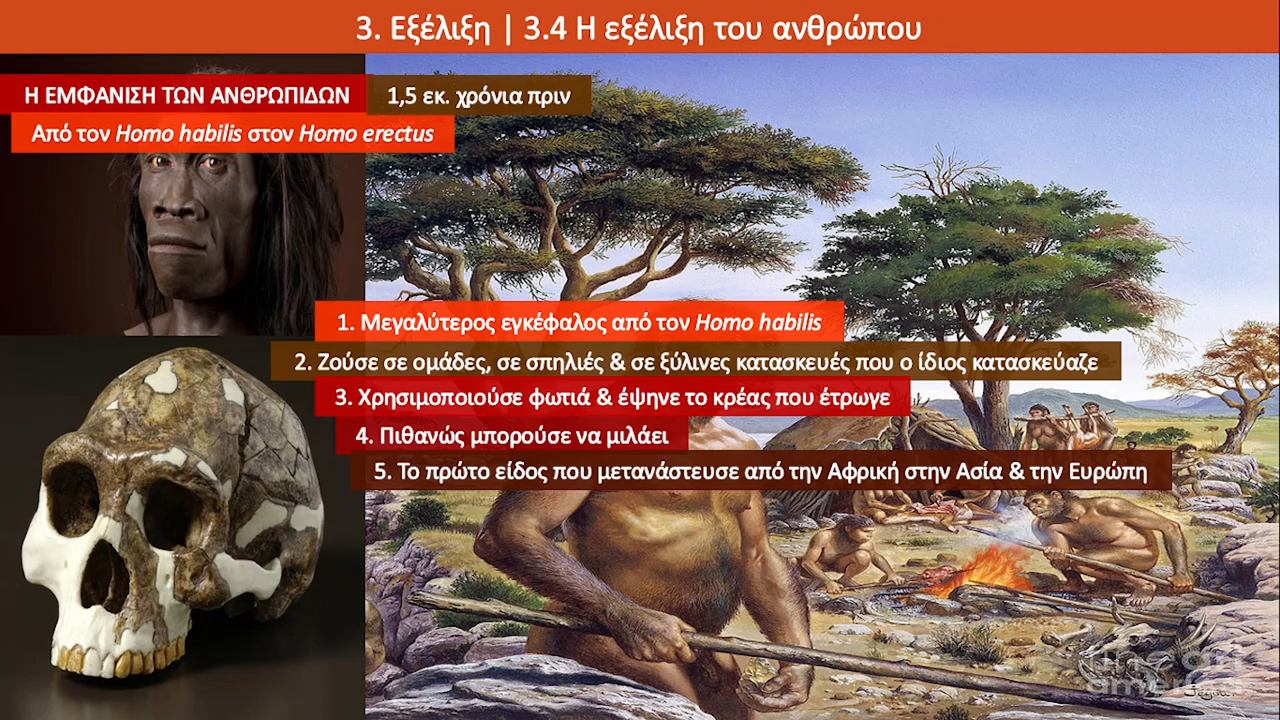 3. Εξέλιξη | 3.4 Η εξέλιξη του ανθρώπου
Η ΕΜΦΑΝΙΣΗ ΤΩΝ ΑΝΘΡΩΠΙΔΩΝ
1,5 εκ. χρόνια πριν
Από τον Homo habilis στον Homo erectus
1. Μεγαλύτερος εγκέφαλος από τον Homo habilis
2. Ζούσε σε ομάδες, σε σπηλιές & σε ξύλινες κατασκευές που ο ίδιος κατασκεύαζε
3. Χρησιμοποιούσε φωτιά & έψηνε το κρέας που έτρωγε
4. Πιθανώς μπορούσε να μιλάει
5. Το πρώτο είδος που μετανάστευσε από την Αφρική στην Ασία & την Ευρώπη